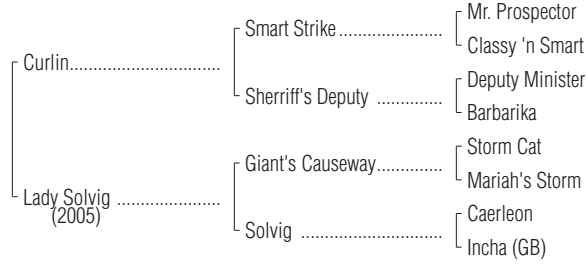 Mr. Prospector
Smart Strike ......................
Classy 'n Smart
Curlin................................
Deputy Minister
Sherriff's Deputy ..............
Barbarika
Storm Cat
Giant's Causeway.............
Mariah's Storm
Lady Solvig ......................
(2005)
Caerleon
Solvig ..............................
Incha (GB)